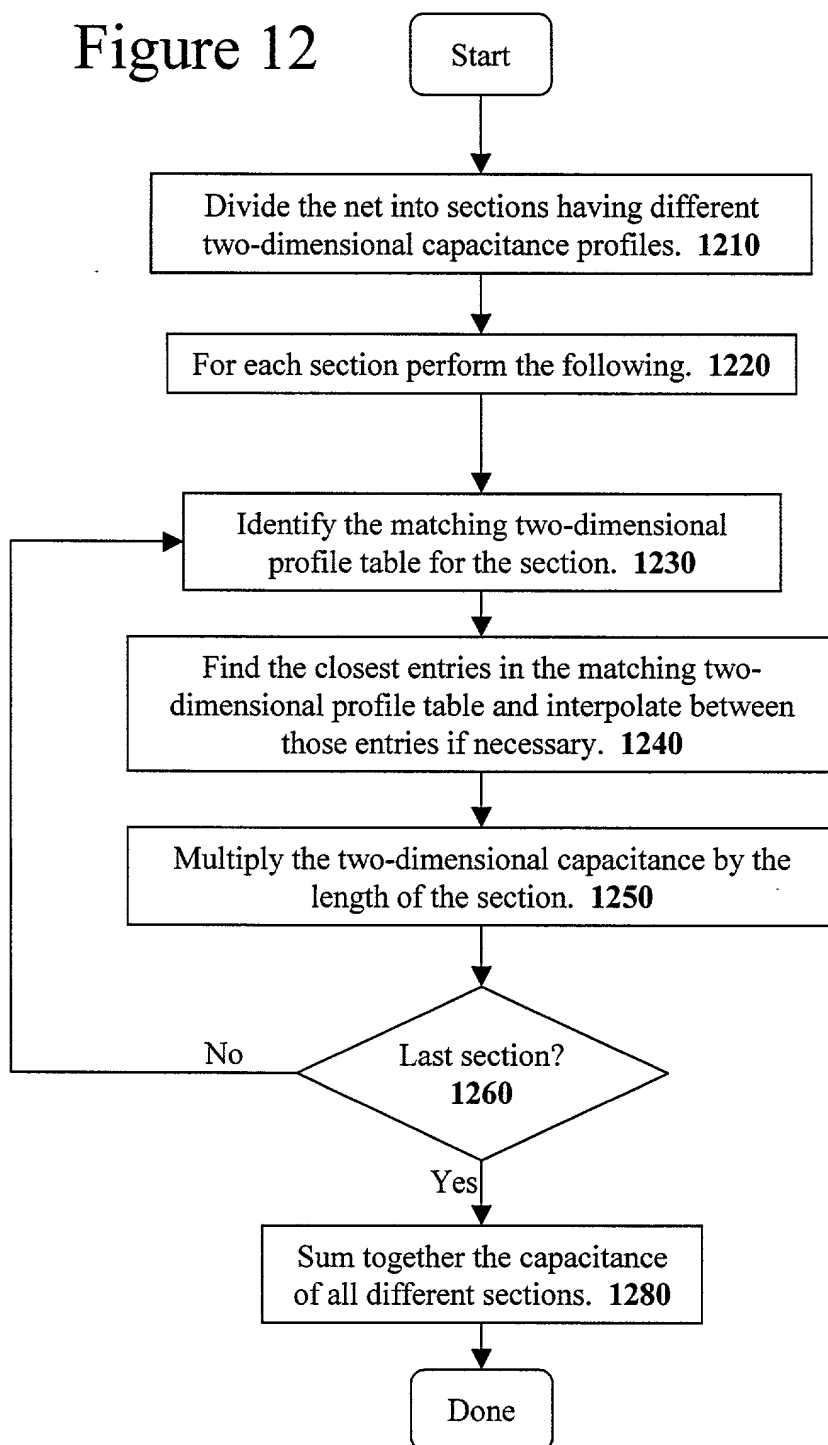 Figure 12
Start
Divide the net into sections having different
two-dimensional capacitance profiles. 1210
For each section perform the following. 1220
Identify the matching two-dimensional
profile table for the section. 1230
Find the closest entries in the matching two-
dimensional profile table and interpolate between
those entries if necessary. 1240
Multiply the two-dimensional capacitance by the
length of the section. 1250
No
Last section?
1260
Yes
Sum together the capacitance
of all different sections. 1280
Done